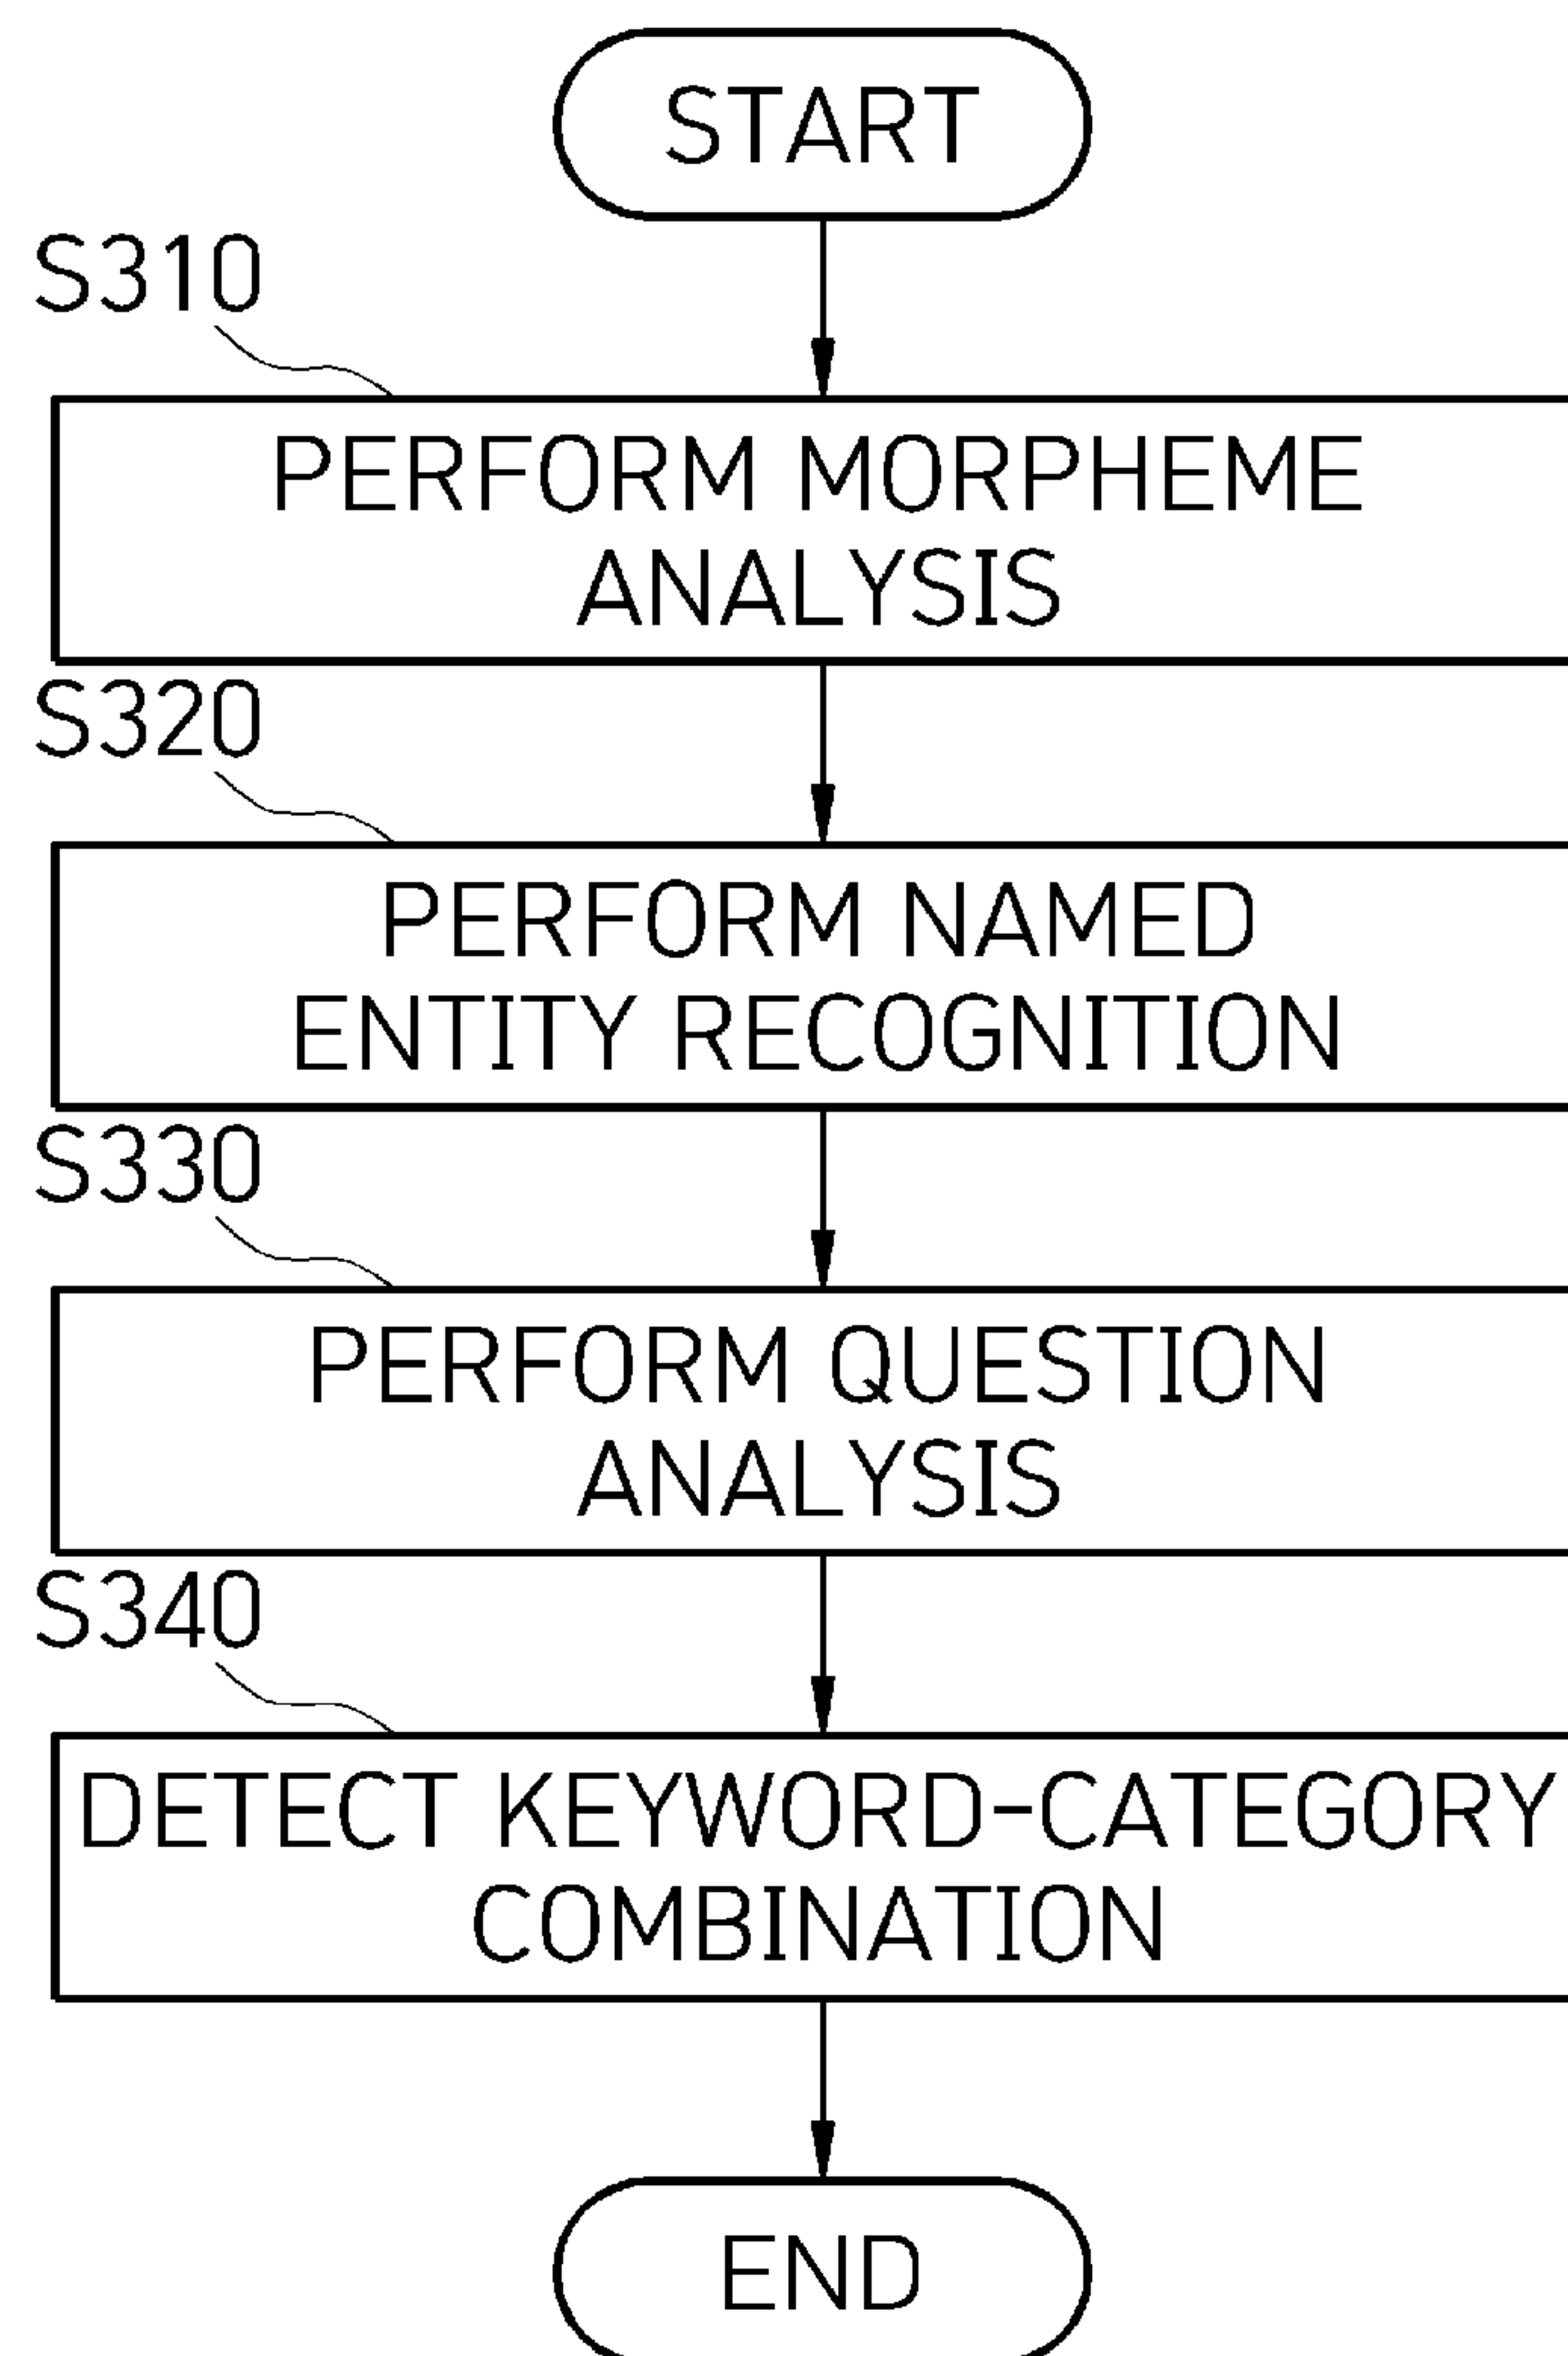 START
S310
PERFORM MORPHEME
ANALYSIS
S320
PERFORM NAMED
ENTITY RECOGNITION
S330
PERFORM QUESTION
ANALYSIS
S340
DETECT KEYWORD-CATEGORY
COMBINATION
END